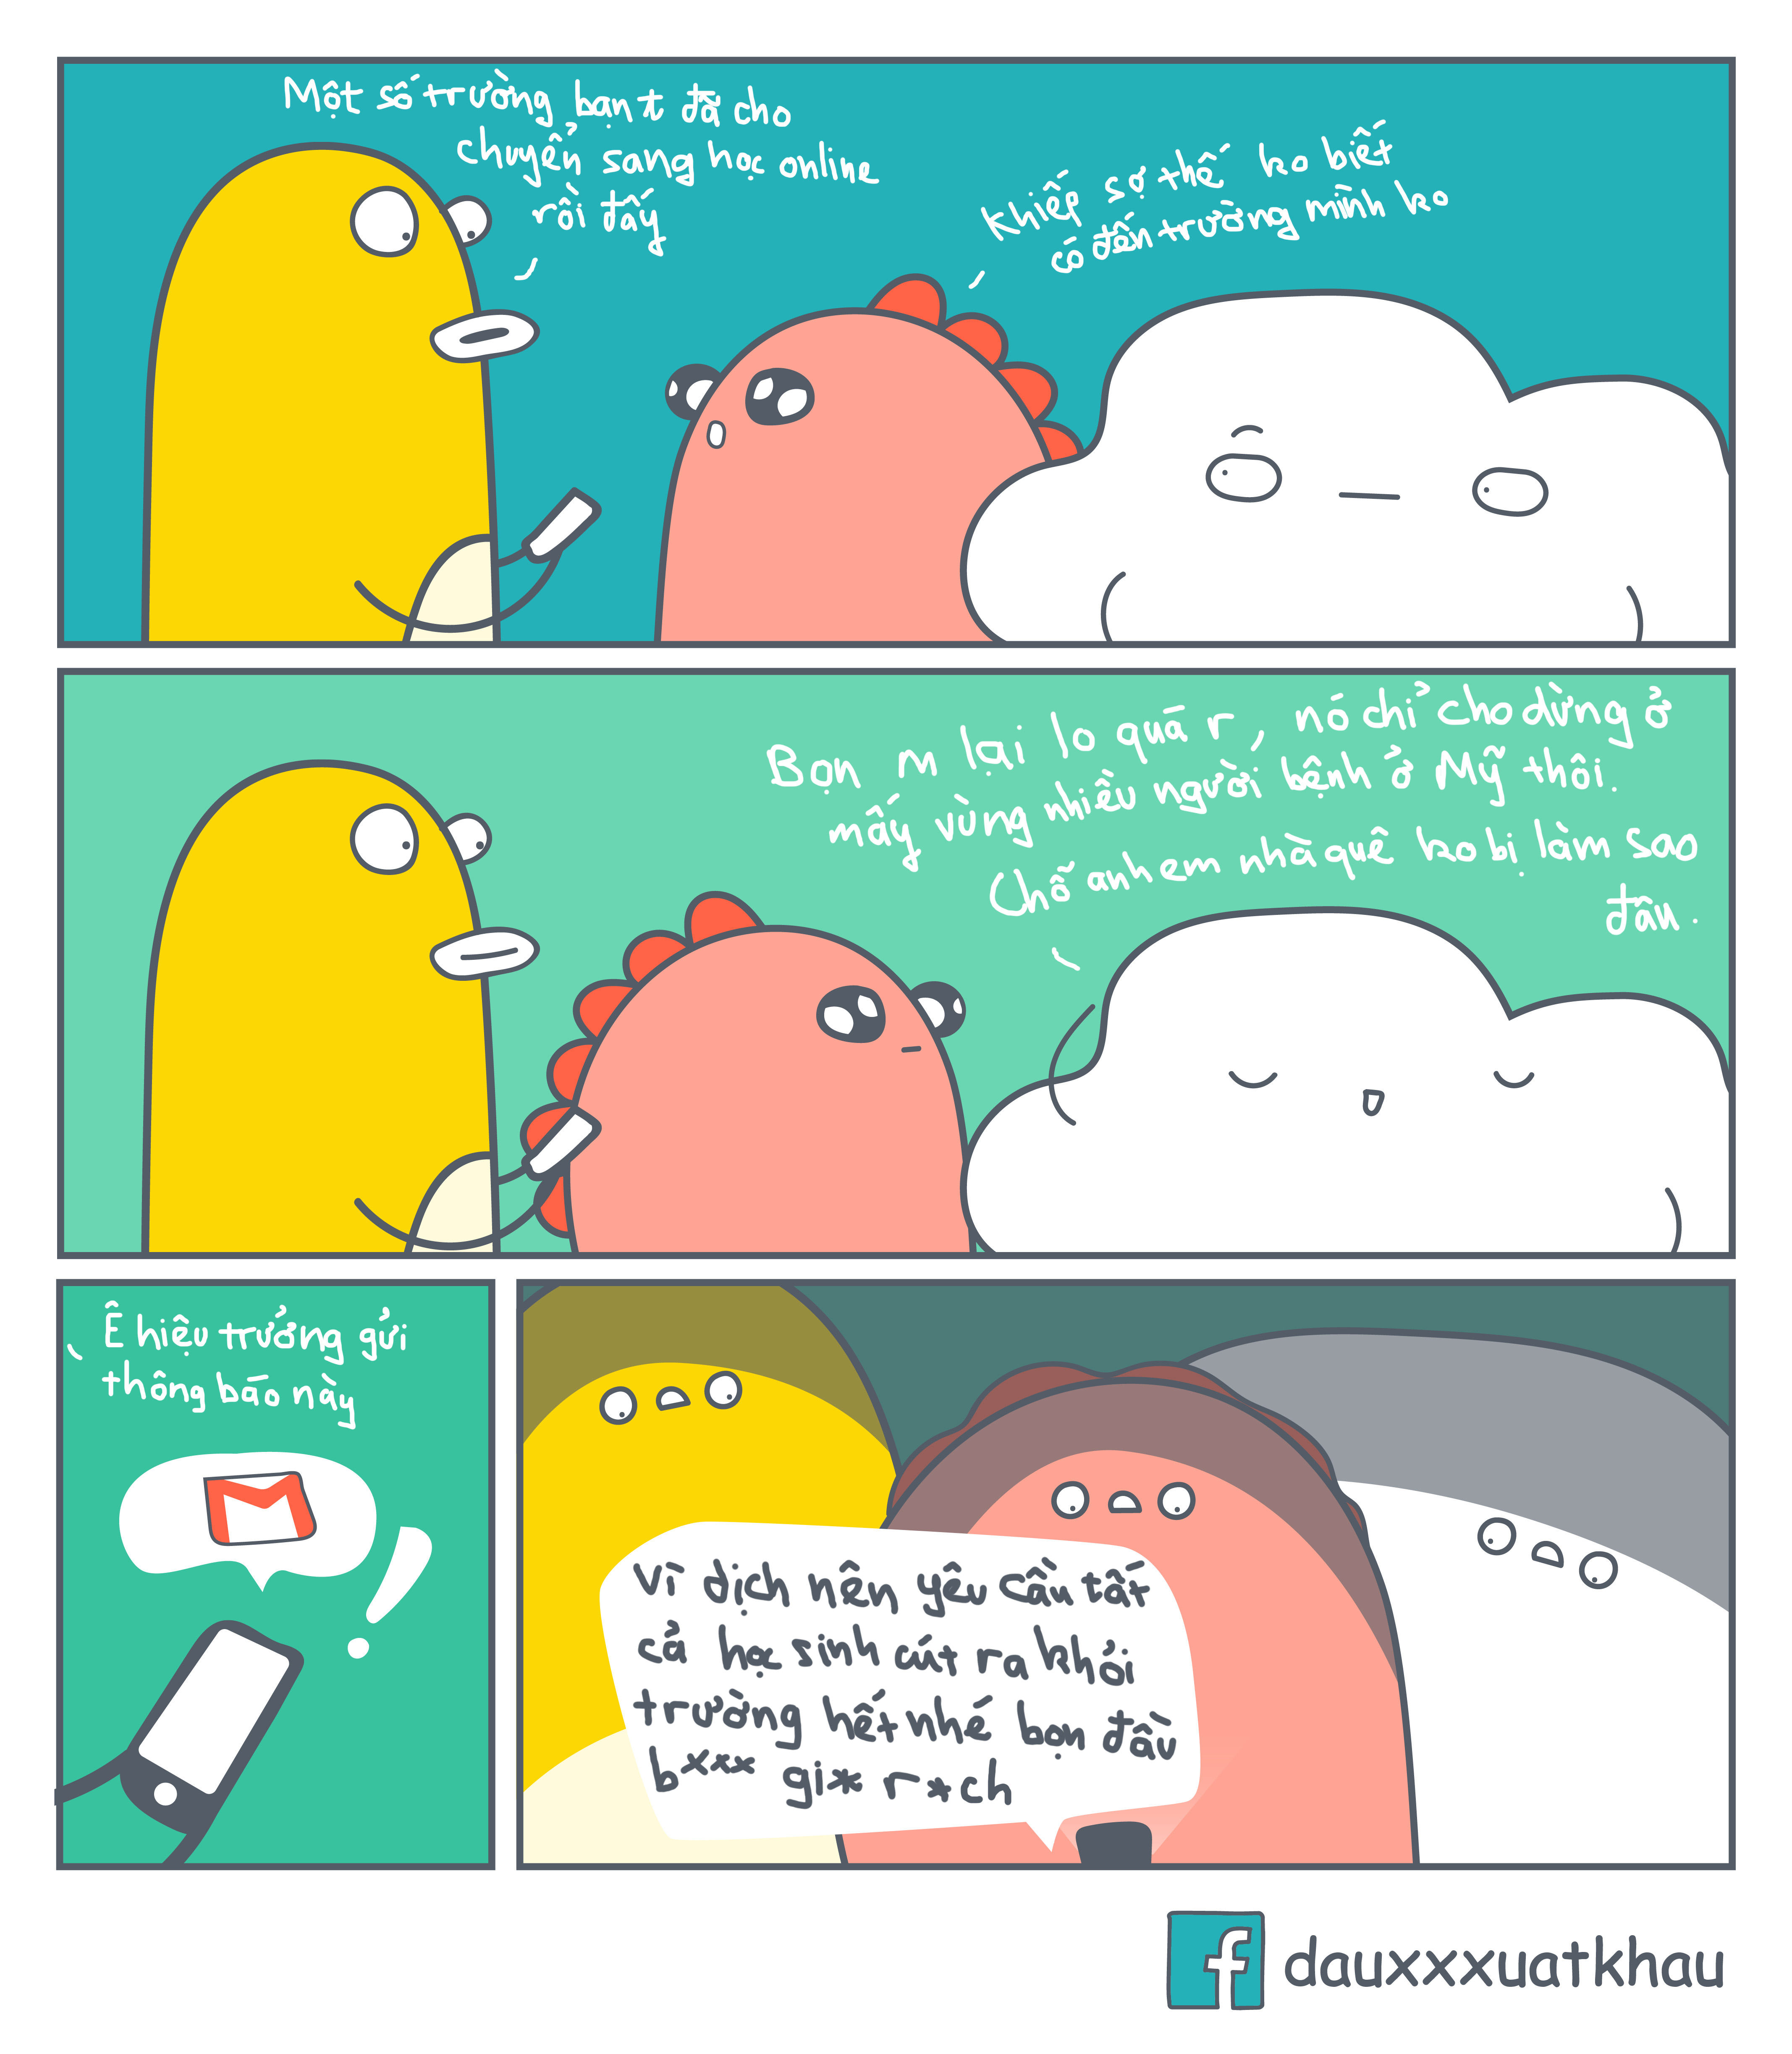 Một số trường bạn t đã cho
chuyển sang học online
rồi đấy
Khiếp sợ thế ko biết
có đến trường mình ko
Bọn m lại lo quá r, nó chỉ cho dừng ở
mấy vùng nhiều người bệnh ở Mỹ thôi.
Chỗ anh em nhà quê ko bị làm sao
đâu.
Ê hiệu trưởng gửi
thông báo này
Vì dịch nên yêu cầu tất
cả học sinh cút ra khỏi
trường hết nhé bọn đầu
bxxx gi* r*ch
f dauxxxxuatkhau